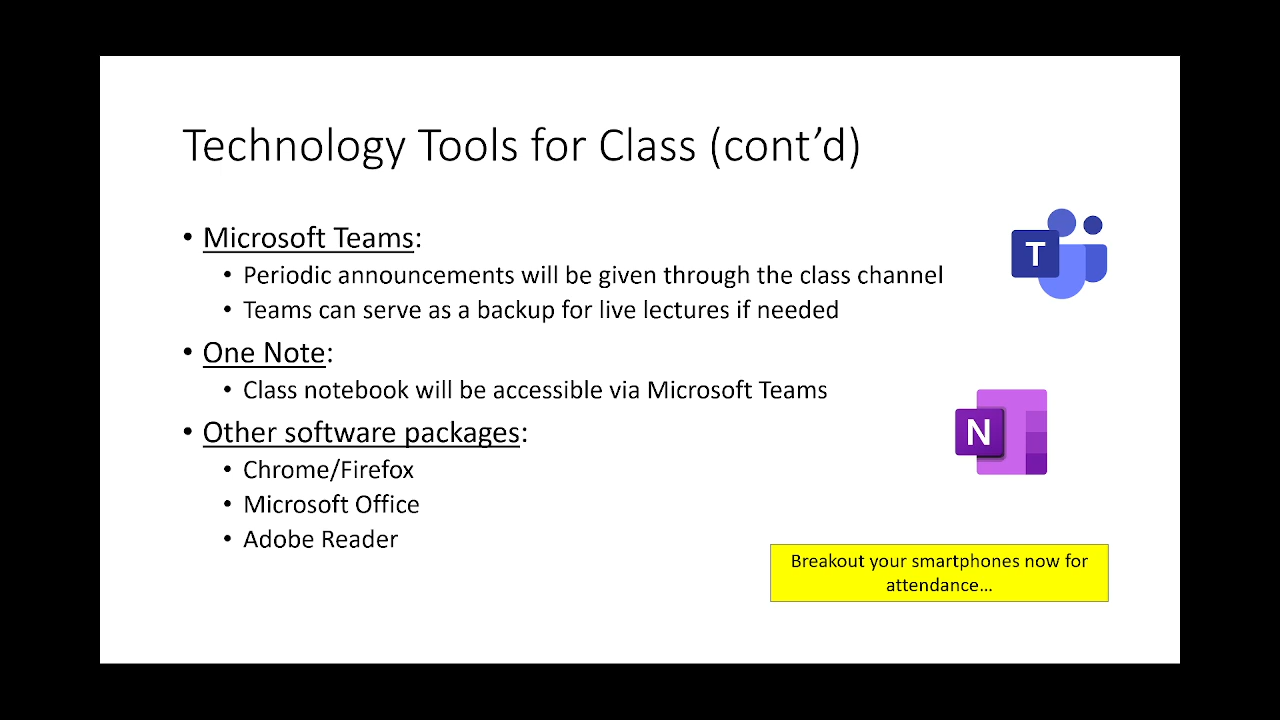 Technology Tools for Class (cont’d)
• Microsoft Teams:
• Periodic announcements will be given through the class channel
• Teams can serve as a backup for live lectures if needed
• One Note:
• Class notebook will be accessible via Microsoft Teams
• Other software packages:
• Chrome/Firefox
• Microsoft Office
• Adobe Reader
T
N
Breakout your smartphones now for
attendance…